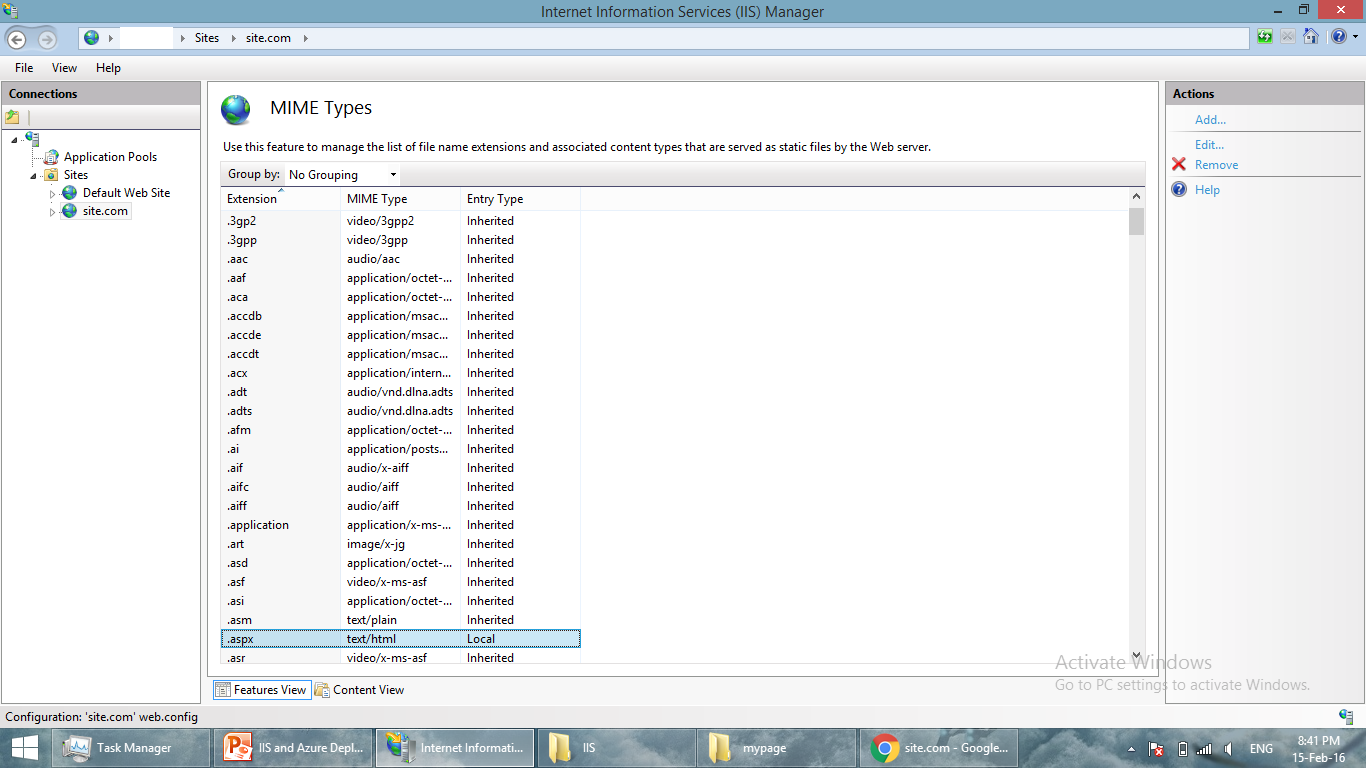 Internet Information Services (IIS) Manager
Sites site.com
File View Help
Connections
Application Pools
Sites
Default Web Site
site.com
MIME Types
Use this feature to manage the list of file name extensions and associated content types that are served as static files by the Web server.
Group by: No Grouping
Extension MIME Type Entry Type
.3gp2 video/3gpp2 Inherited
.3gpp video/3gpp Inherited
.aac audio/aac Inherited
.aaf application/octet-... Inherited
.aca application/octet-... Inherited
.accdb application/msac... Inherited
.accde application/msac... Inherited
.accdt application/msac... Inherited
.acx application/intern... Inherited
.adt audio/vnd.dlna.adts Inherited
.adts audio/vnd.dlna.adts Inherited
.afm application/octet-... Inherited
.ai application/posts... Inherited
.aif audio/x-aiff Inherited
.aifc audio/aiff Inherited
.aiff audio/aiff Inherited
.application application/x-ms-... Inherited
.art image/x-jg Inherited
.asd application/octet-... Inherited
.asf video/x-ms-asf Inherited
.asi application/octet-... Inherited
.asm text/plain Inherited
.aspx text/html Local
.asr video/x-ms-asf Inherited
Features View Content View
Actions
Add...
Edit...
Remove
Help
Activate Windows
Go to PC settings to activate Windows.
Configuration: 'site.com' web.config
Task Manager IIS and Azure Depl... Internet Informati... IIS mypage site.com - Google... ENG 8:41 PM
15-Feb-16